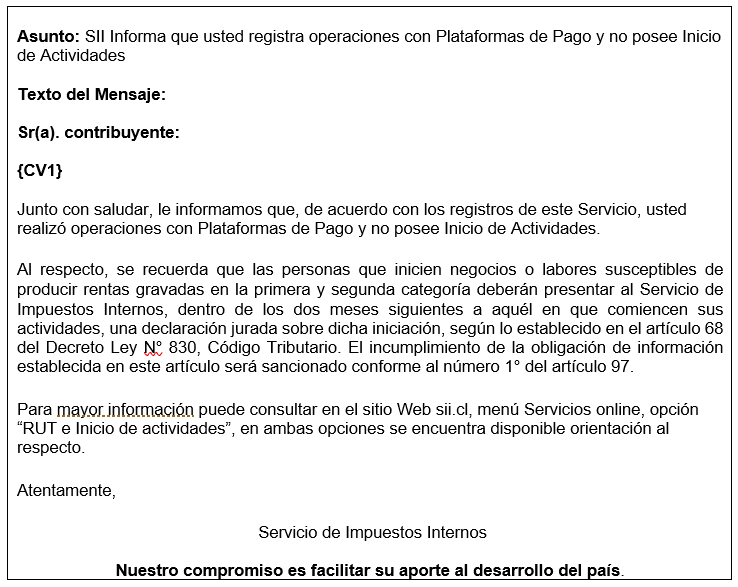 Asunto: SII Informa que usted registra operaciones con Plataformas de Pago y no posee Inicio
de Actividades
Texto del Mensaje:
Sr(a). contribuyente:
{CV1}
Junto con saludar, le informamos que, de acuerdo con los registros de este Servicio, usted
realizó operaciones con Plataformas de Pago y no posee Inicio de Actividades.
Al respecto, se recuerda que las personas que inicien negocios o labores susceptibles de
producir rentas gravadas en la primera y segunda categoría deberán presentar al Servicio de
Impuestos Internos, dentro de los dos meses siguientes a aquél en que comiencen sus
actividades, una declaración jurada sobre dicha iniciación, según lo establecido en el artículo 68
del Decreto Ley N° 830, Código Tributario. El incumplimiento de la obligación de información
establecida en este artículo será sancionado conforme al número 1° del artículo 97.
Para mayor información puede consultar en el sitio Web sii.cl, menú Servicios online, opción
“RUT e Inicio de actividades”, en ambas opciones se encuentra disponible orientación al
respecto.
Atentamente,
Servicio de Impuestos Internos
Nuestro compromiso es facilitar su aporte al desarrollo del país.